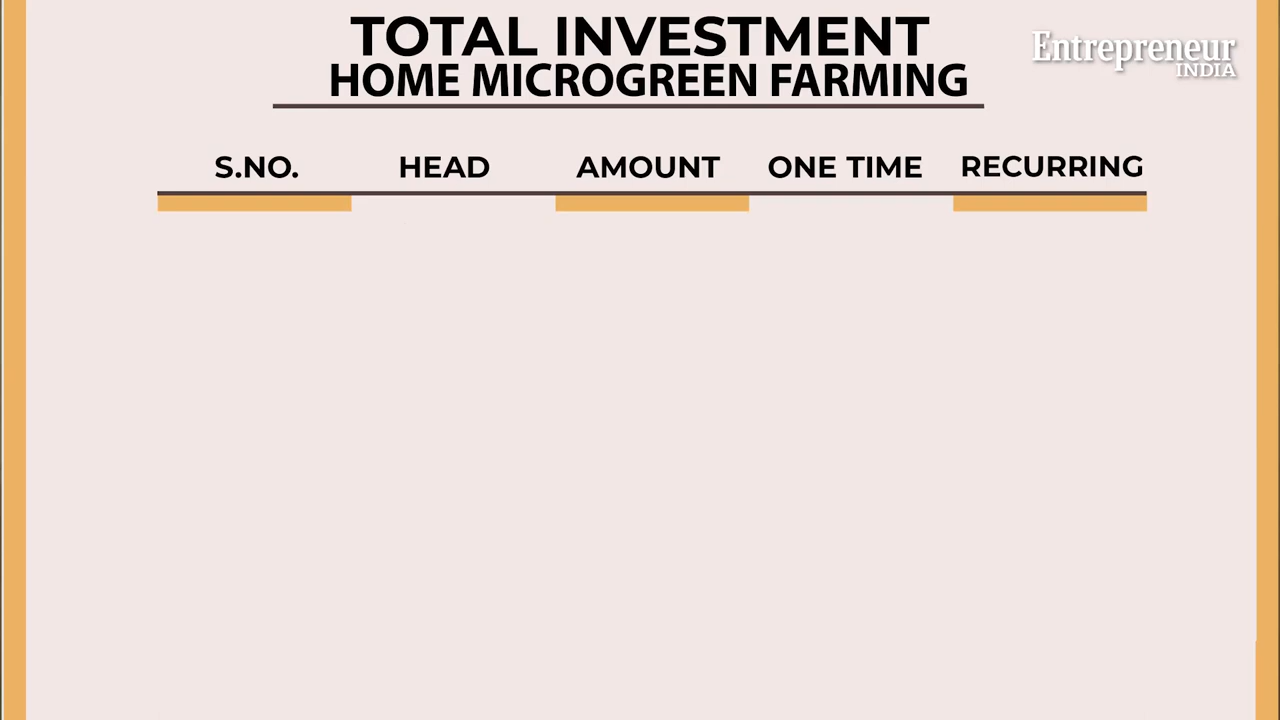 TOTAL INVESTMENT
HOME MICROGREEN FARMING
Entrepreneur
INDIA
S.NO. HEAD AMOUNT ONE TIME RECURRING